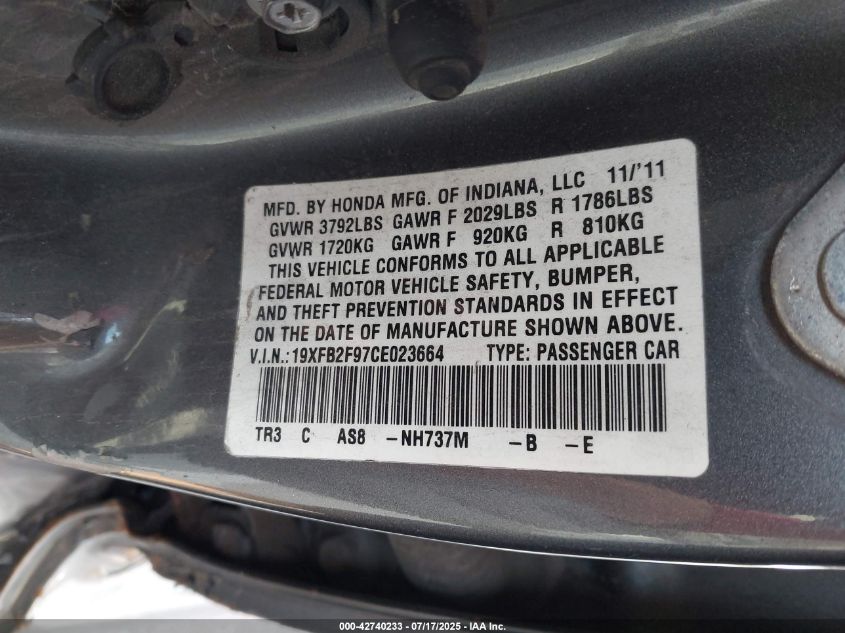 MFD. BY HONDA MFG. OF INDIANA, LLC 11/'11
GVWR 3792LBS GAWR F 2029LBS R 1786LBS
GVWR 1720KG GAWR F 920KG R 810KG
THIS VEHICLE CONFORMS TO ALL APPLICABLE
FEDERAL MOTOR VEHICLE SAFETY, BUMPER,
AND THEFT PREVENTION STANDARDS IN EFFECT
ON THE DATE OF MANUFACTURE SHOWN ABOVE.
V.I.N.:19XFB2F97CE023664 TYPE: PASSENGER CAR
TR3 C AS8 -NH737M -B -E
000-42740233 - 07/17/2025 - IAA Inc.